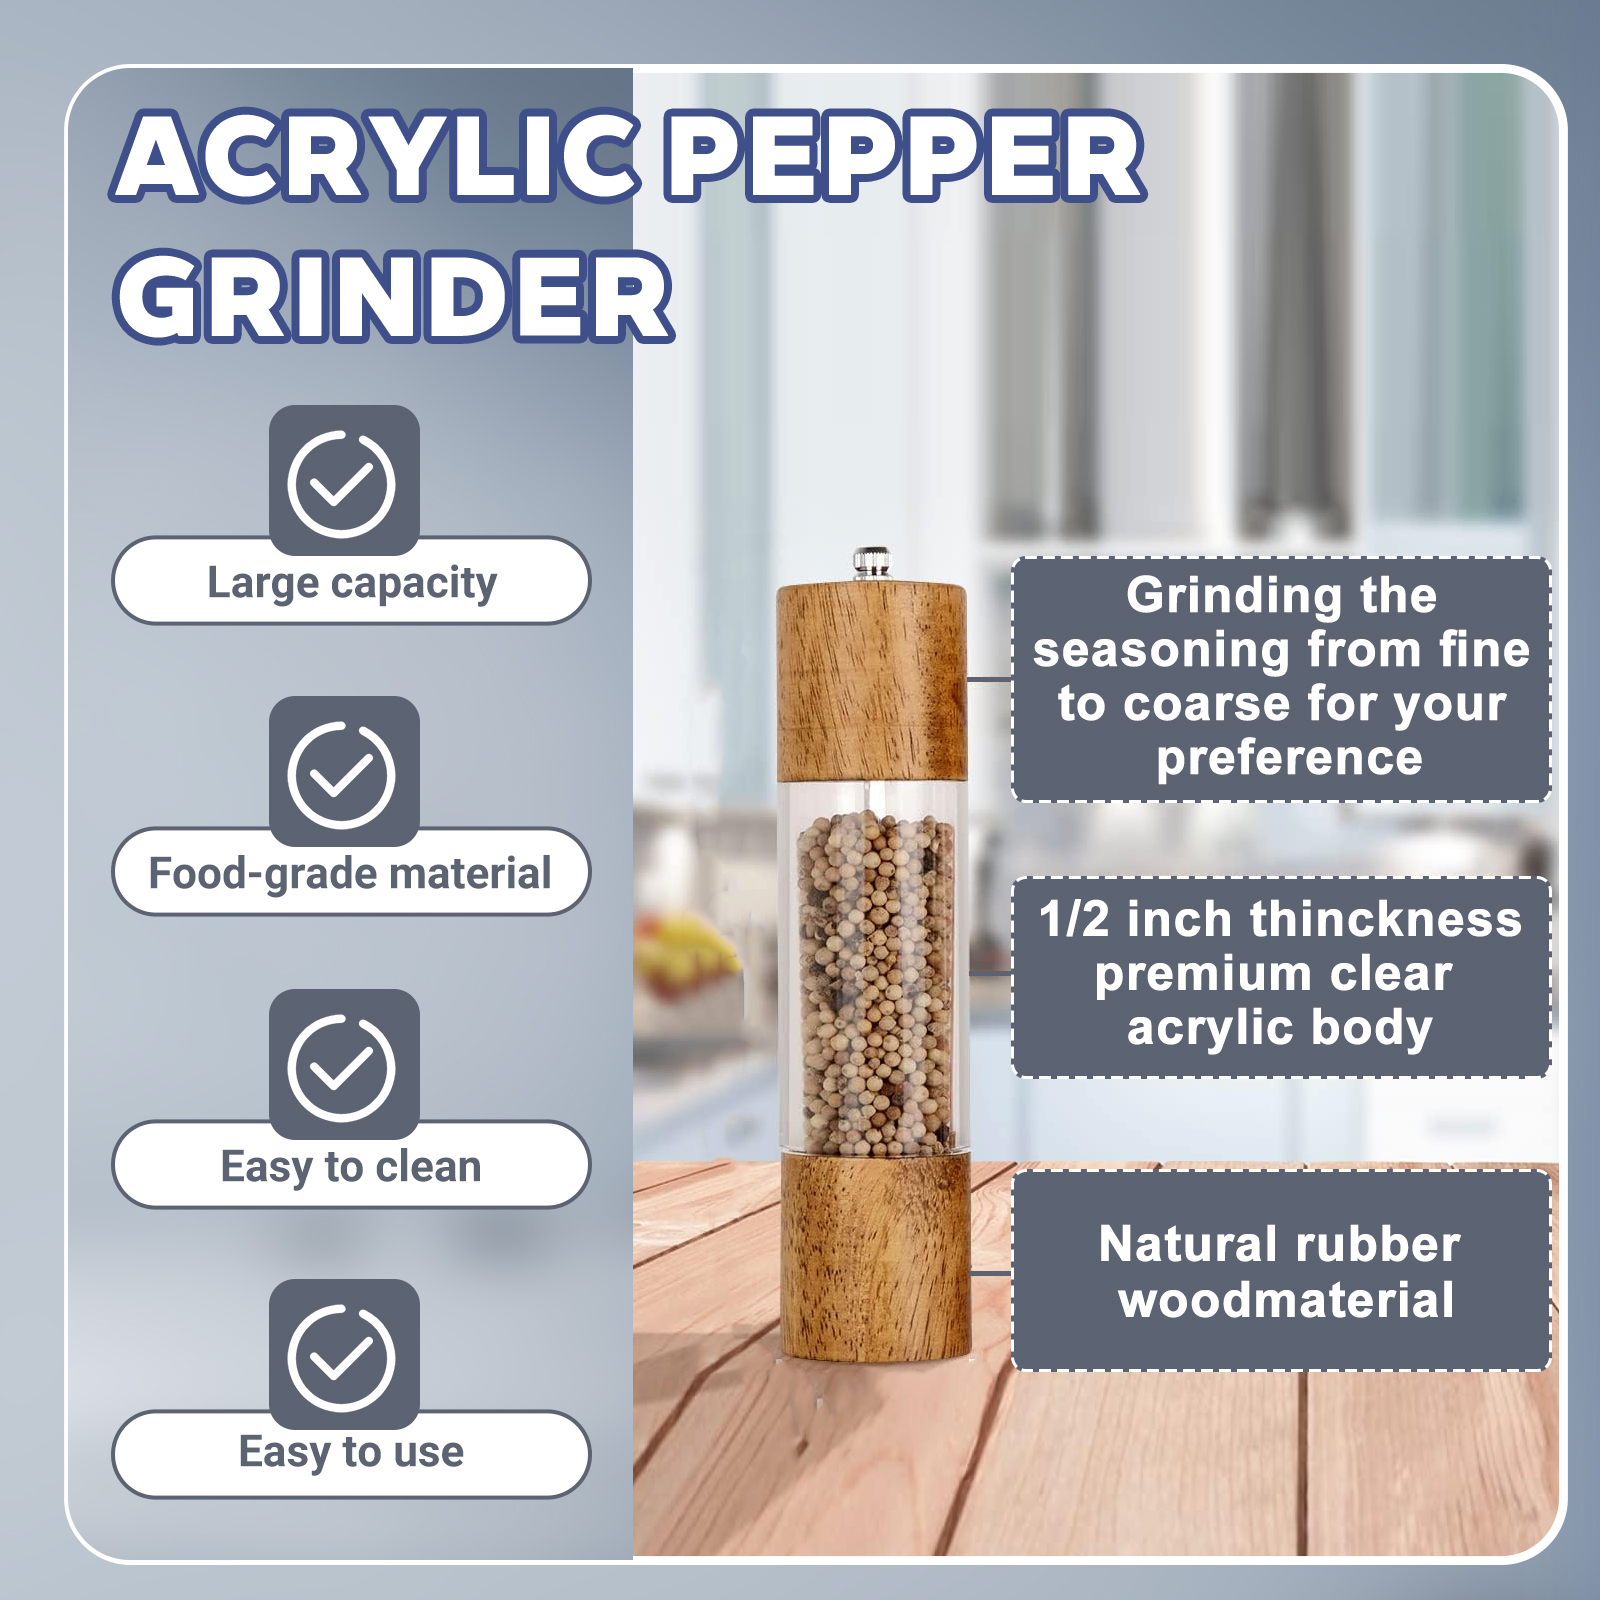 ACRYLIC PEPPER
GRINDER
Large capacity
Food-grade material
Easy to clean
Easy to use
Grinding the
seasoning from fine
to coarse for your
preference
1/2 inch thinckness
premium clear
acrylic body
Natural rubber
woodmaterial